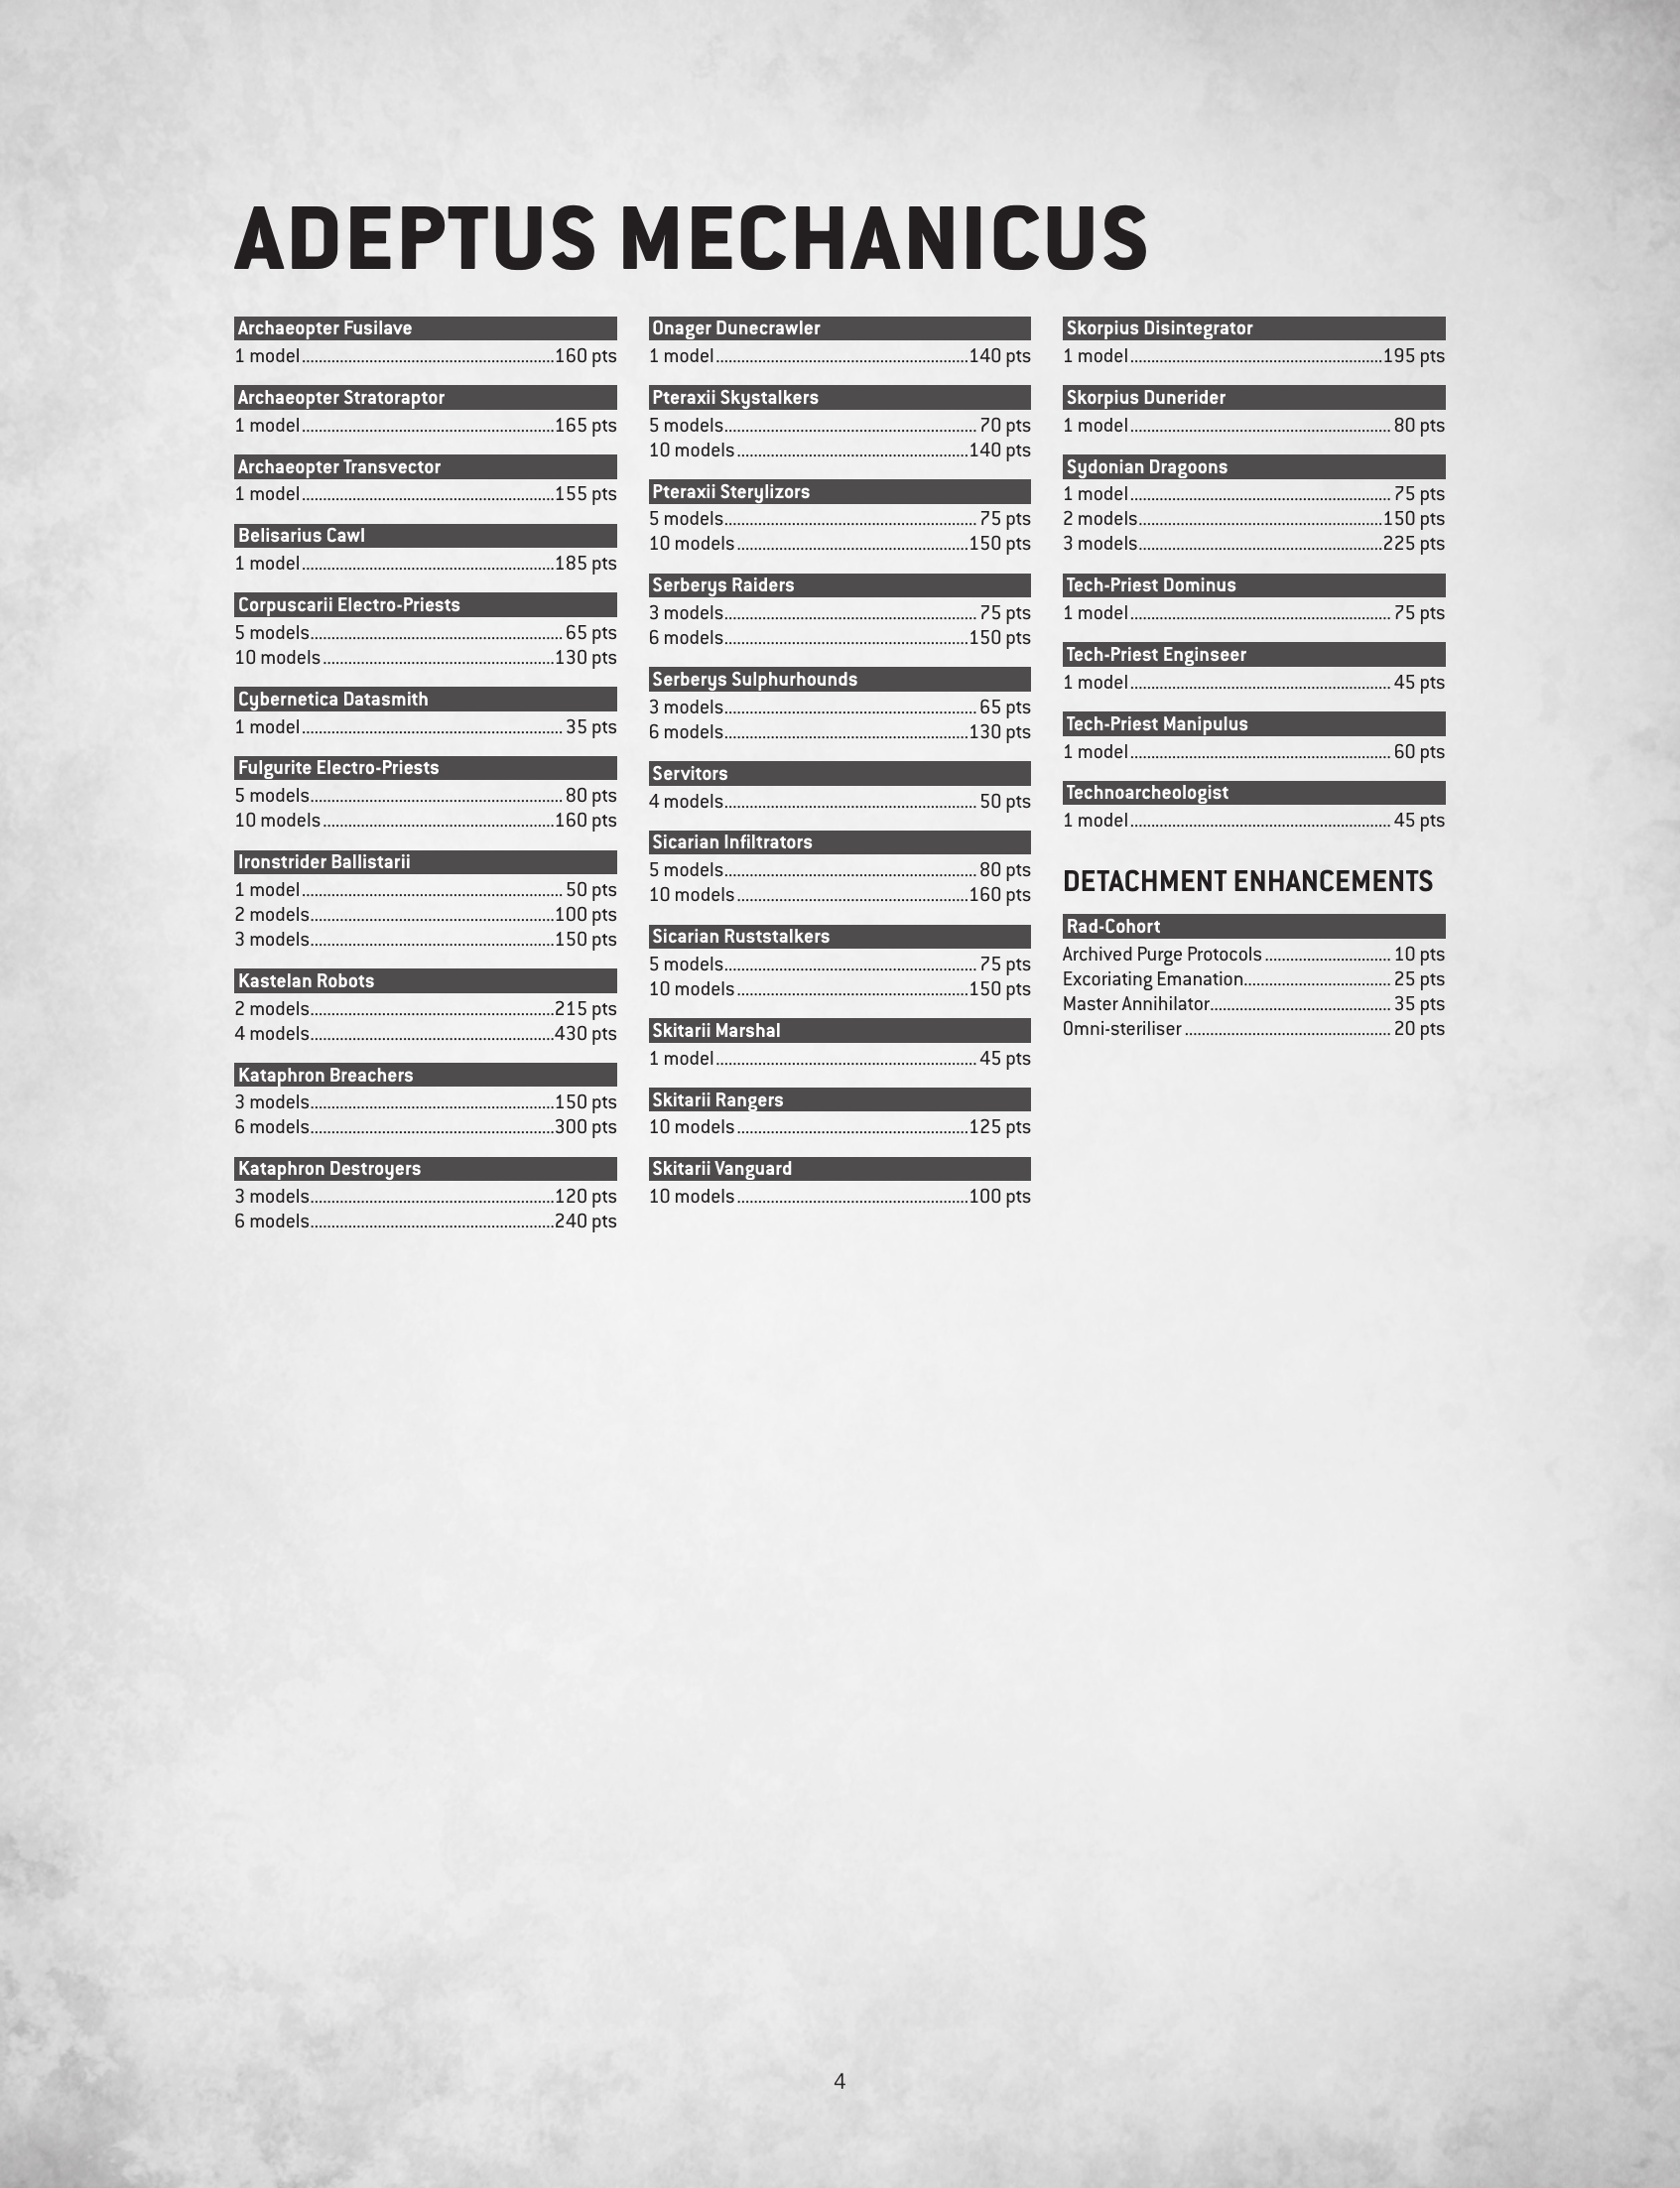 ADEPTUS MECHANICUS
Archaeopter Fusilave
1 model............................................................160 pts
Archaeopter Stratoraptor
1 model............................................................165 pts
Archaeopter Transvector
1 model............................................................155 pts
Belisarius Cawl
1 model............................................................185 pts
Corpuscarii Electro-Priests
5 models............................................................ 65 pts
10 models.......................................................130 pts
Cybernetica Datasmith
1 model.............................................................. 35 pts
Fulgurite Electro-Priests
5 models............................................................ 80 pts
10 models.......................................................160 pts
Ironstrider Ballistarii
1 model.............................................................. 50 pts
2 models..........................................................100 pts
3 models..........................................................150 pts
Kastelan Robots
2 models..........................................................215 pts
4 models..........................................................430 pts
Kataphron Breachers
3 models..........................................................150 pts
6 models..........................................................300 pts
Kataphron Destroyers
3 models..........................................................120 pts
6 models..........................................................240 pts
Onager Dunecrawler
1 model............................................................140 pts
Pteraxii Skystalkers
5 models............................................................ 70 pts
10 models.......................................................140 pts
Pteraxii Sterylizors
5 models............................................................ 75 pts
10 models.......................................................150 pts
Serberys Raiders
3 models............................................................ 75 pts
6 models..........................................................150 pts
Serberys Sulphurhounds
3 models............................................................ 65 pts
6 models..........................................................130 pts
Servitors
4 models............................................................ 50 pts
Sicarian Infiltrators
5 models............................................................ 80 pts
10 models.......................................................160 pts
Sicarian Ruststalkers
5 models............................................................ 75 pts
10 models.......................................................150 pts
Skitarii Marshal
1 model.............................................................. 45 pts
Skitarii Rangers
10 models.......................................................125 pts
Skitarii Vanguard
10 models.......................................................100 pts
Skorpius Disintegrator
1 model............................................................195 pts
Skorpius Dunerider
1 model.............................................................. 80 pts
Sydonian Dragoons
1 model.............................................................. 75 pts
2 models..........................................................150 pts
3 models..........................................................225 pts
Tech-Priest Dominus
1 model.............................................................. 75 pts
Tech-Priest Enginseer
1 model.............................................................. 45 pts
Tech-Priest Manipulus
1 model.............................................................. 60 pts
Technoarcheologist
1 model.............................................................. 45 pts
DETACHMENT ENHANCEMENTS
Rad-Cohort
Archived Purge Protocols.............................. 10 pts
Excoriating Emanation................................... 25 pts
Master Annihilator........................................... 35 pts
Omni-steriliser ................................................. 20 pts
4